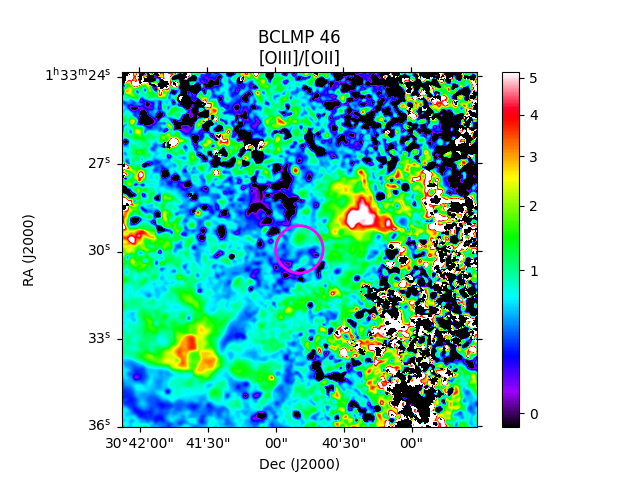 BCLMP 46
[OIII]/[OII]
1ʰ33ᵐ24ˢ
27ˢ
30ˢ
33ˢ
36ˢ
RA (J2000)
30°42'00" 41'30" 00" 40'30" 00"
Dec (J2000)
5
4
3
2
1
0